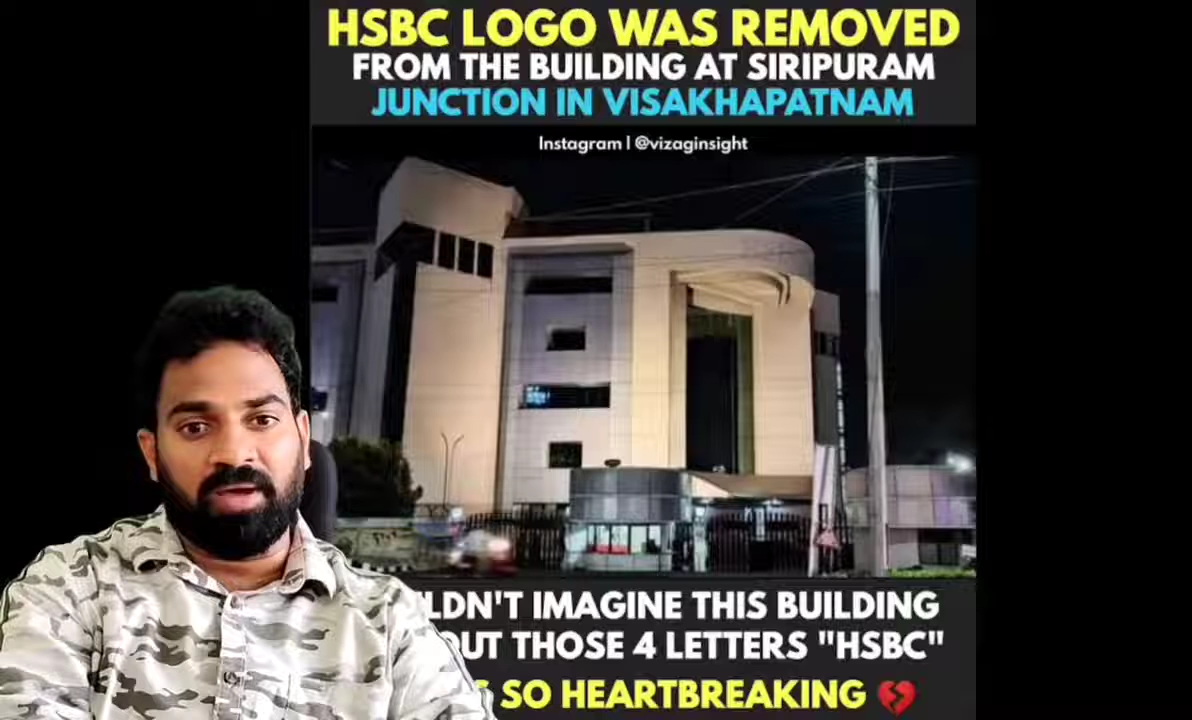 HSBC LOGO WAS REMOVED
FROM THE BUILDING AT SIRIPURAM
JUNCTION IN VISAKHAPATNAM
Instagram | @vizaginsight
IMAGINE THIS BUILDING
THOSE 4 LETTERS "HSBC"
SO HEARTBREAKING 💔